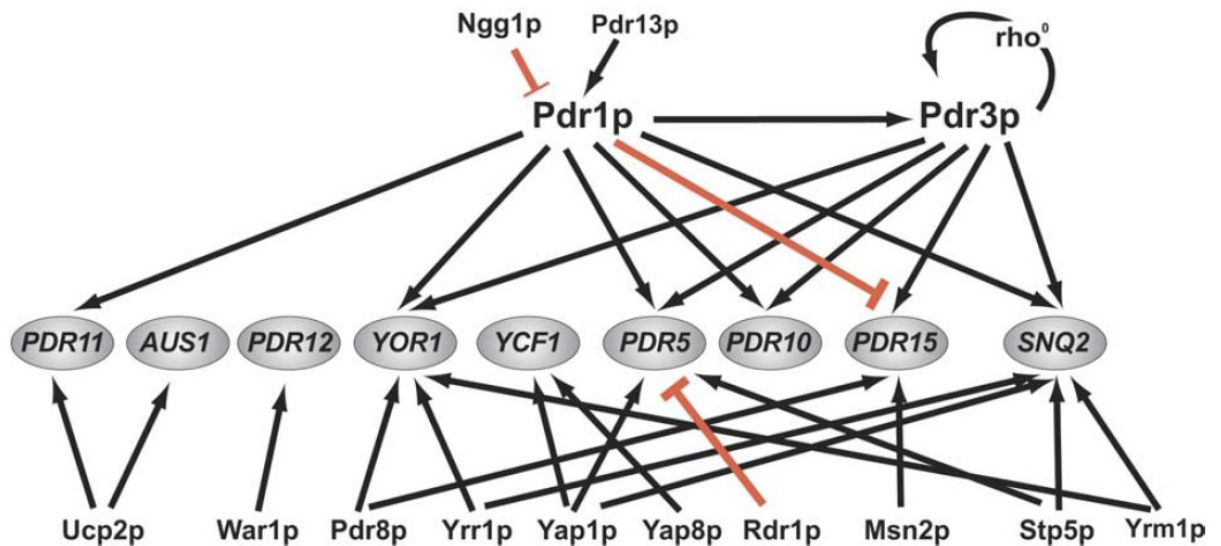 Ngg1p Pdr13p rho⁰
Pdr1p Pdr3p
PDR11 AUS1 PDR12 YOR1 YCF1 PDR5 PDR10 PDR15 SNQ2
Ucp2p War1p Pdr8p Yrr1p Yap1p Yap8p Rdr1p Msn2p Stp5p Yrm1p